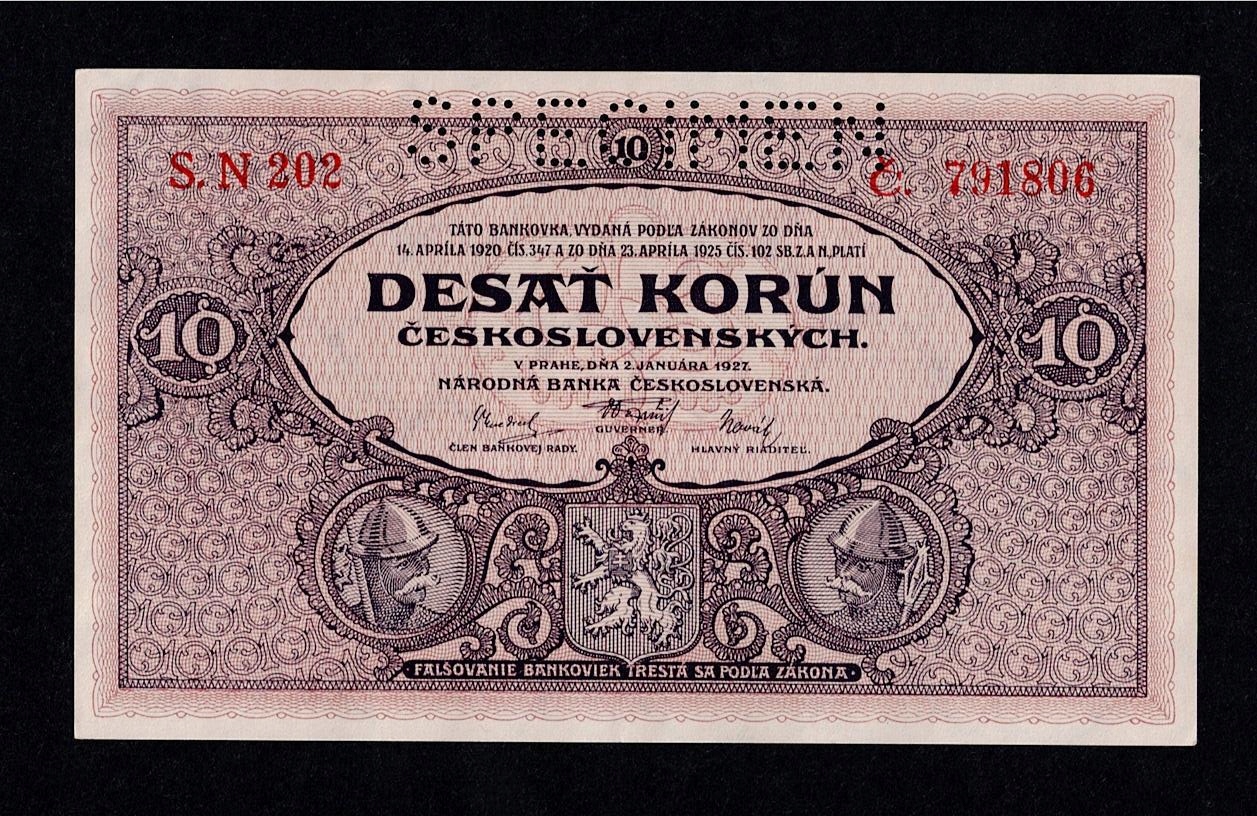 SPECIMEN
10
S. N 202
Č. 791806
TÁTO BANKOVKA, VYDANÁ PODĽA ZÁKONOV ZO DŇA
14. APRÍLA 1920 ČÍS. 347 A ZO DŇA 23. APRÍLA 1925 ČÍS. 102 SB. Z. A N., PLATÍ
DESAŤ KORÚN
ČESKOSLOVENSKÝCH.
10
10
V PRAHE, DŇA 2. JANUÁRA 1927.
NÁRODNÁ BANKA ČESKOSLOVENSKÁ.
GUVERNER.
ČLEN BANKOVEJ RADY.
HLAVNÝ RIADITEĽ.
FALŠOVANIE BANKOVIEK TRESTÁ SA PODĽA ZÁKONA